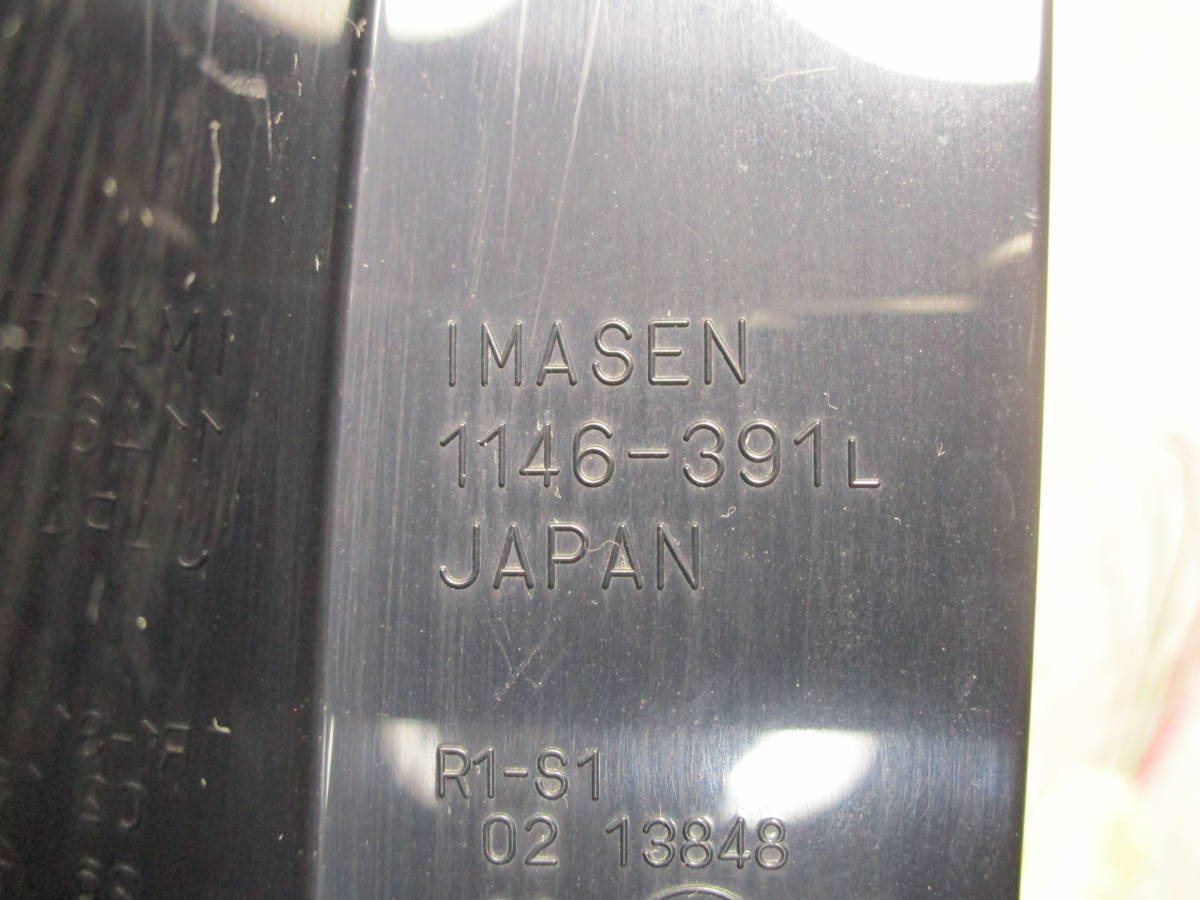 IMASEN
1146-391L
JAPAN
R1-S1
02 13848